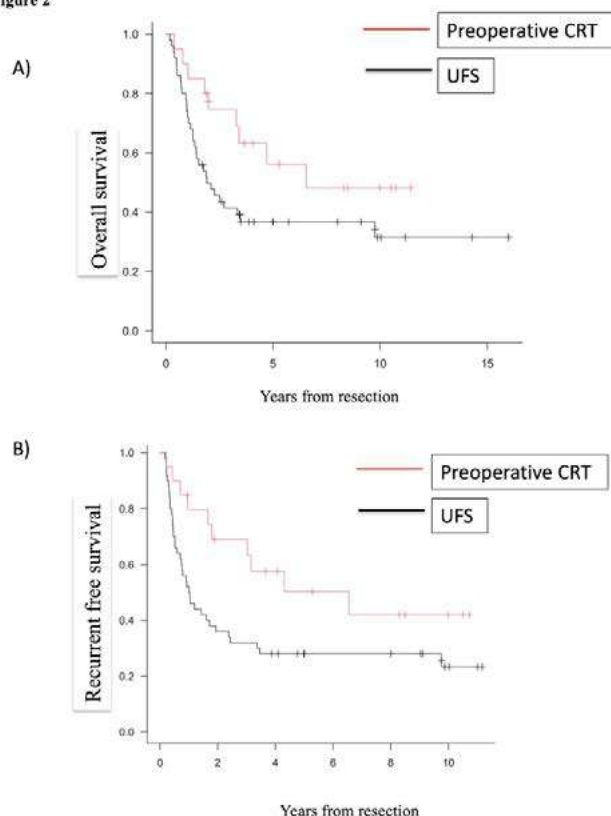 igure 2
A)
Preoperative CRT
UFS
Overall survival
1.0
0.8
0.6
0.4
0.2
0.0
0
5
10
15
Years from resection
B)
Preoperative CRT
UFS
Recurrent free survival
1.0
0.8
0.6
0.4
0.2
0.0
0
2
4
6
8
10
Years from resection